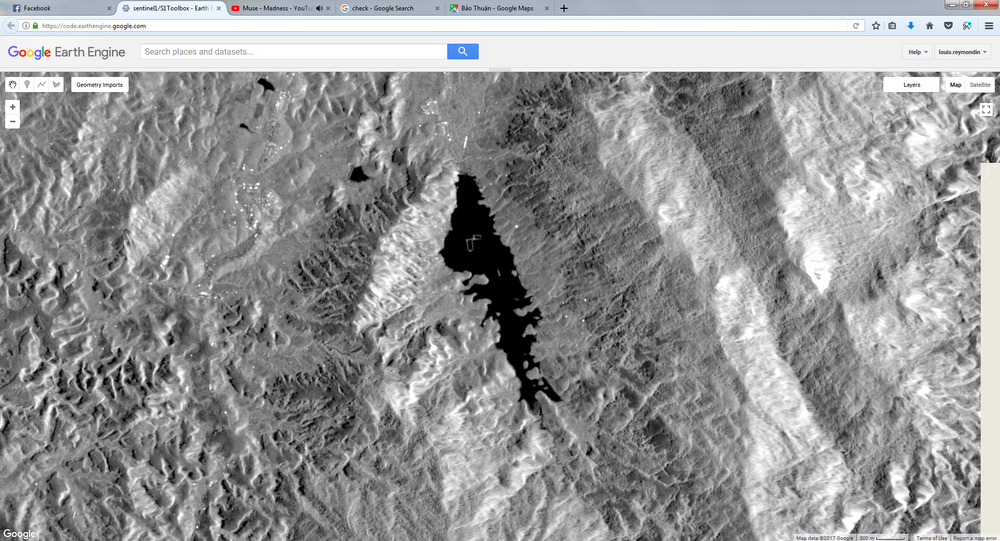 Facebook
sentinel1/S1Toolbox - Earth E
Muse - Madness - YouTu
check - Google Search
Bảo Thuận - Google Maps
https://code.earthengine.google.com
Google Earth Engine
Search places and datasets...
Help
louis.reymondin
Geometry Imports
Layers
Map
Satellite
+
−
Google
Map data ©2017 Google
500 m
Terms of Use
Report a map error